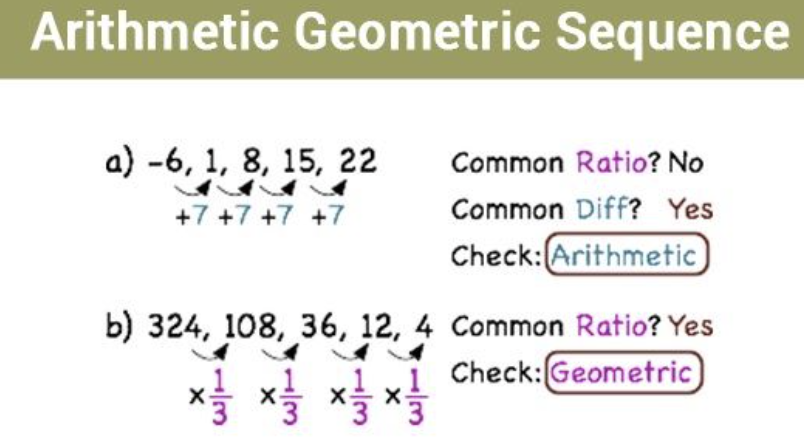 Arithmetic Geometric Sequence
a) -6, 1, 8, 15, 22
+7 +7 +7 +7
Common Ratio? No
Common Diff? Yes
Check: Arithmetic
b) 324, 108, 36, 12, 4
×1/3 ×1/3 ×1/3 ×1/3
Common Ratio? Yes
Check: Geometric